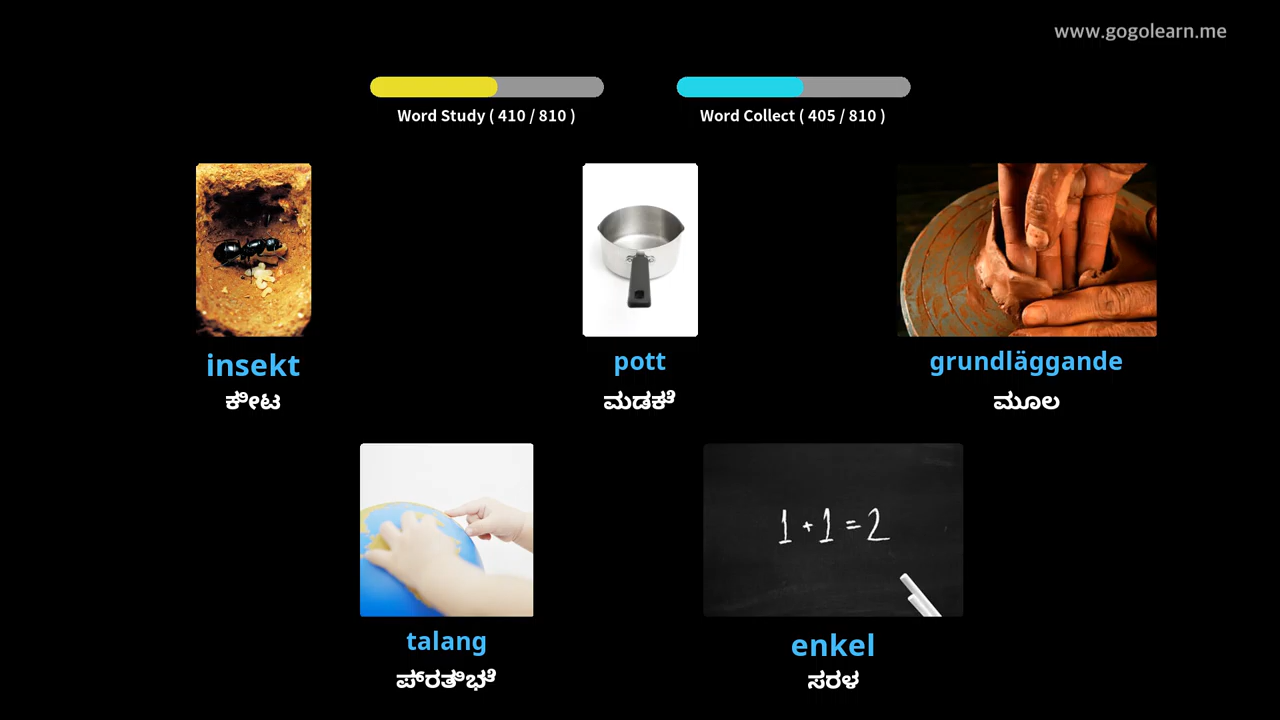 www.gogolearn.me
Word Study ( 410 / 810 )
Word Collect ( 405 / 810 )
insekt
ಕೀಟ
pott
ಮಡಕೆ
grundläggande
ಮೂಲ
talang
ಪ್ರತಿಭೆ
enkel
ಸರಳ
1 + 1 = 2